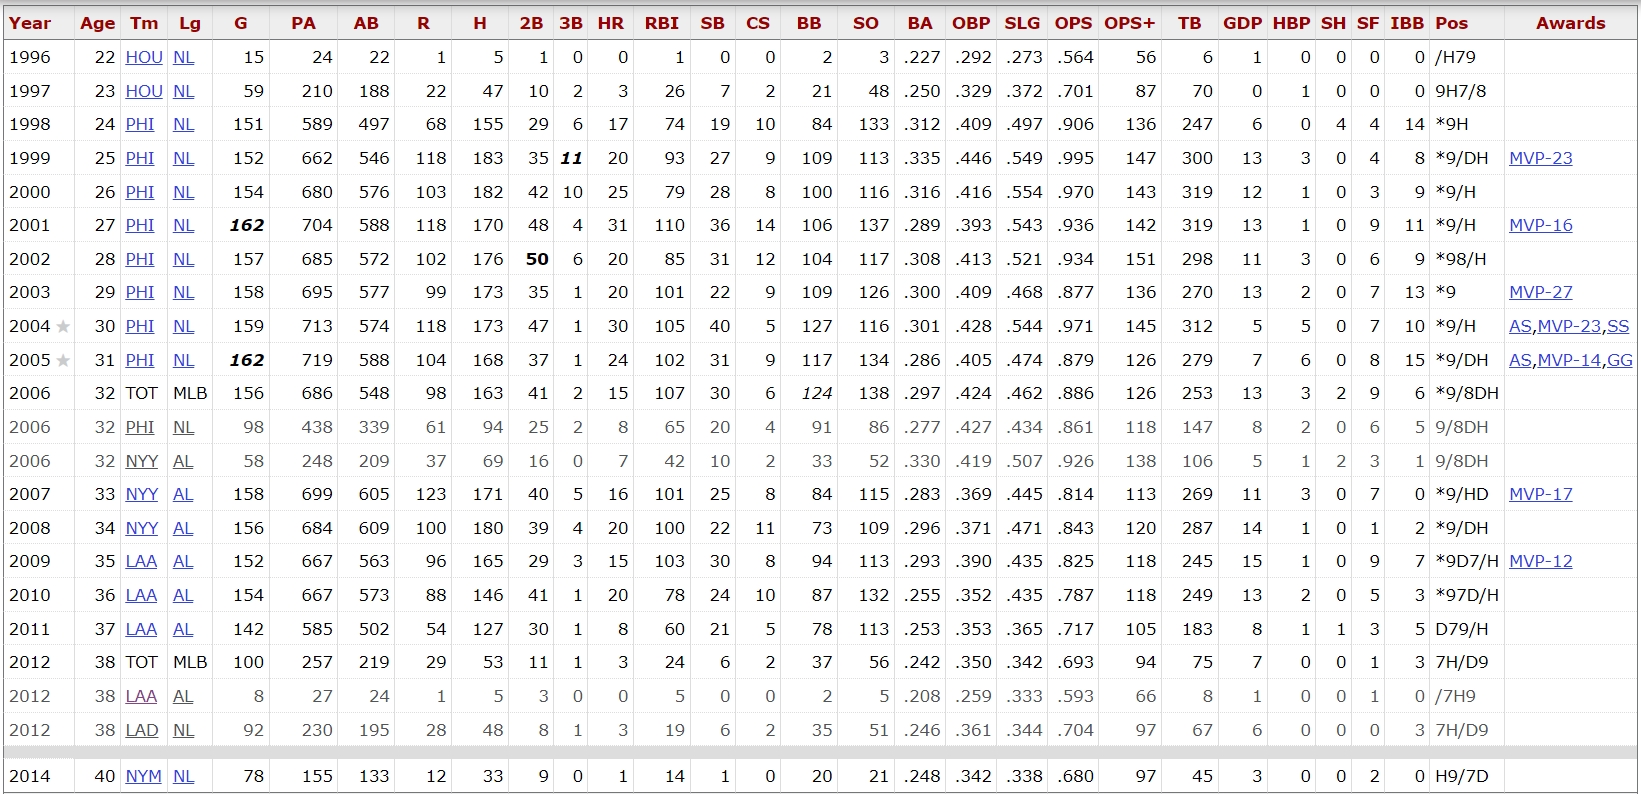 Year Age Tm Lg G PA AB R H 2B 3B HR RBI SB CS BB SO BA OBP SLG OPS OPS+ TB GDP HBP SH SF IBB Pos Awards
1996 22 HOU NL 15 24 22 1 5 1 0 0 1 0 0 2 3 .227 .292 .273 .564 56 6 1 0 0 0 0 /H79
1997 23 HOU NL 59 210 188 22 47 10 2 3 26 7 2 21 48 .250 .329 .372 .701 87 70 0 1 0 0 0 9H7/8
1998 24 PHI NL 151 589 497 68 155 29 6 17 74 19 10 84 133 .312 .409 .497 .906 136 247 6 0 4 4 14 *9H
1999 25 PHI NL 152 662 546 118 183 35 11 20 93 27 9 109 113 .335 .446 .549 .995 147 300 13 3 0 4 8 *9/DH MVP-23
2000 26 PHI NL 154 680 576 103 182 42 10 25 79 28 8 100 116 .316 .416 .554 .970 143 319 12 1 0 3 9 *9/H
2001 27 PHI NL 162 704 588 118 170 48 4 31 110 36 14 106 137 .289 .393 .543 .936 142 319 13 1 0 9 11 *9/H MVP-16
2002 28 PHI NL 157 685 572 102 176 50 6 20 85 31 12 104 117 .308 .413 .521 .934 151 298 11 3 0 6 9 *98/H
2003 29 PHI NL 158 695 577 99 173 35 1 20 101 22 9 109 126 .300 .409 .468 .877 136 270 13 2 0 7 13 *9 MVP-27
2004 ★ 30 PHI NL 159 713 574 118 173 47 1 30 105 40 5 127 116 .301 .428 .544 .971 145 312 5 5 0 7 10 *9/H AS,MVP-23,SS
2005 ★ 31 PHI NL 162 719 588 104 168 37 1 24 102 31 9 117 134 .286 .405 .474 .879 126 279 7 6 0 8 15 *9/DH AS,MVP-14,GG
2006 32 TOT MLB 156 686 548 98 163 41 2 15 107 30 6 124 138 .297 .424 .462 .886 126 253 13 3 2 9 6 *9/8DH
2006 32 PHI NL 98 438 339 61 94 25 2 8 65 20 4 91 86 .277 .427 .434 .861 118 147 8 2 0 6 5 9/8DH
2006 32 NYY AL 58 248 209 37 69 16 0 7 42 10 2 33 52 .330 .419 .507 .926 138 106 5 1 2 3 1 9/8DH
2007 33 NYY AL 158 699 605 123 171 40 5 16 101 25 8 84 115 .283 .369 .445 .814 113 269 11 3 0 7 0 *9/HD MVP-17
2008 34 NYY AL 156 684 609 100 180 39 4 20 100 22 11 73 109 .296 .371 .471 .843 120 287 14 1 0 1 2 *9/DH
2009 35 LAA AL 152 667 563 96 165 29 3 15 103 30 8 94 113 .293 .390 .435 .825 118 245 15 1 0 9 7 *9D7/H MVP-12
2010 36 LAA AL 154 667 573 88 146 41 1 20 78 24 10 87 132 .255 .352 .435 .787 118 249 13 2 0 5 3 *97D/H
2011 37 LAA AL 142 585 502 54 127 30 1 8 60 21 5 78 113 .253 .353 .365 .717 105 183 8 1 1 3 5 D79/H
2012 38 TOT MLB 100 257 219 29 53 11 1 3 24 6 2 37 56 .242 .350 .342 .693 94 75 7 0 0 1 3 7H/D9
2012 38 LAA AL 8 27 24 1 5 3 0 0 5 0 0 2 5 .208 .259 .333 .593 66 8 1 0 0 1 0 /7H9
2012 38 LAD NL 92 230 195 28 48 8 1 3 19 6 2 35 51 .246 .361 .344 .704 97 67 6 0 0 0 3 7H/D9
2014 40 NYM NL 78 155 133 12 33 9 0 1 14 1 0 20 21 .248 .342 .338 .680 97 45 3 0 0 2 0 H9/7D